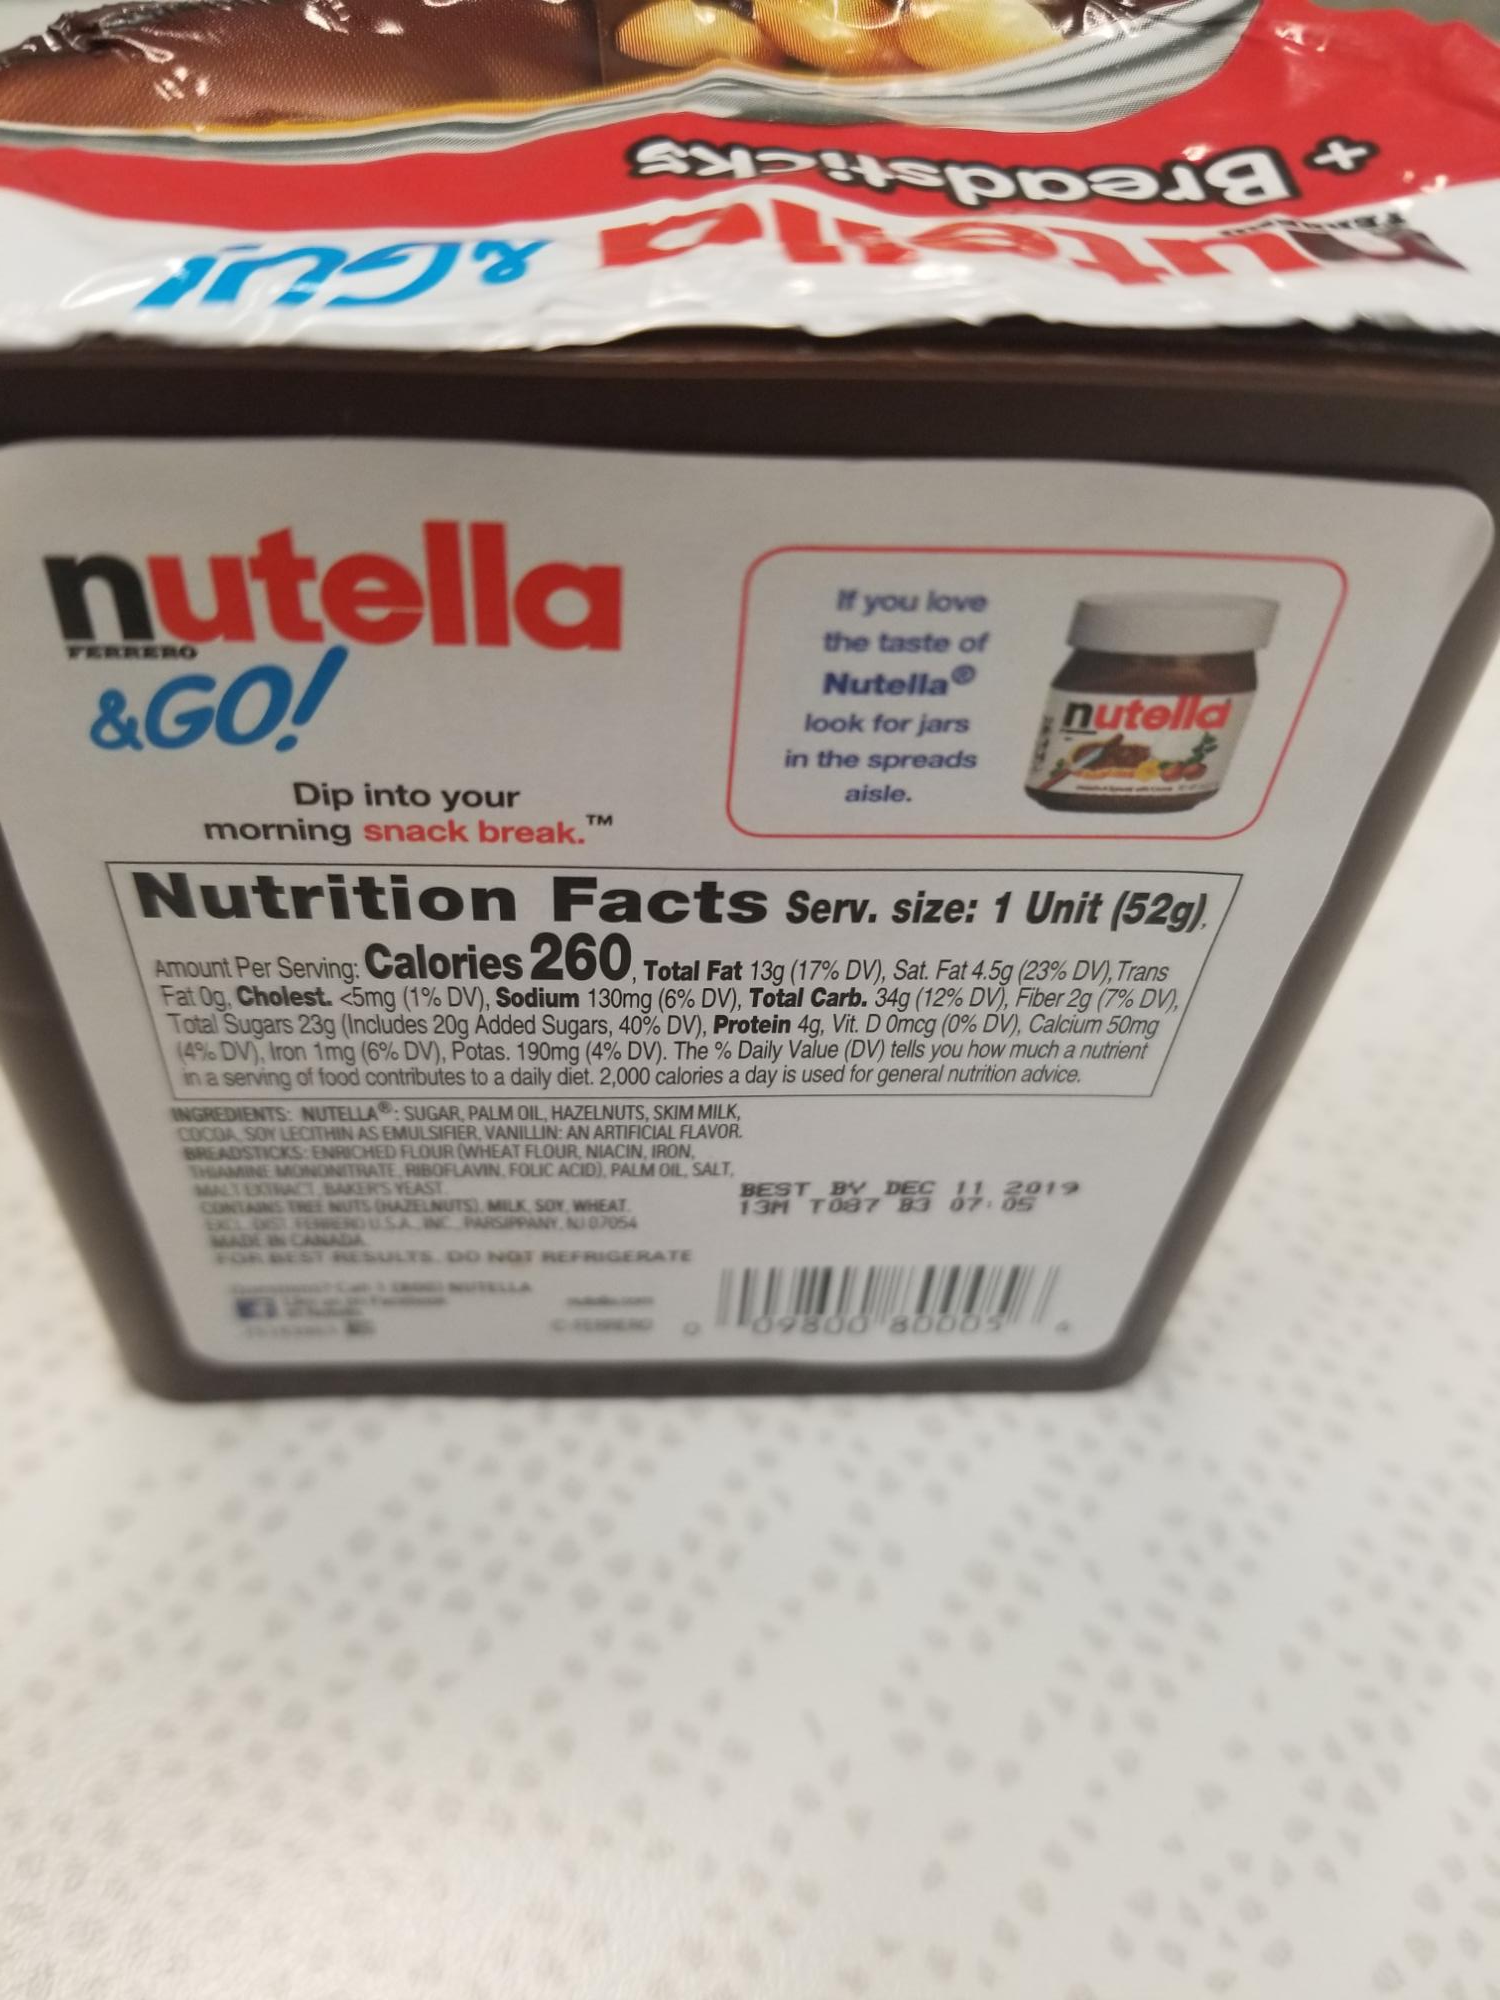 + Breadsticks
nutella &GO!
nutella
FERRERO
&GO!
Dip into your
morning snack break.™
If you love
the taste of
Nutella®
look for jars
in the spreads
aisle.
nutella
Nutrition Facts Serv. size: 1 Unit (52g),
Amount Per Serving: Calories 260, Total Fat 13g (17% DV), Sat. Fat 4.5g (23% DV), Trans
Fat 0g, Cholest. <5mg (1% DV), Sodium 130mg (6% DV), Total Carb. 34g (12% DV), Fiber 2g (7% DV),
Total Sugars 23g (Includes 20g Added Sugars, 40% DV), Protein 4g, Vit. D 0mcg (0% DV), Calcium 50mg
(4% DV), Iron 1mg (6% DV), Potas. 190mg (4% DV). The % Daily Value (DV) tells you how much a nutrient
in a serving of food contributes to a daily diet. 2,000 calories a day is used for general nutrition advice.
INGREDIENTS: NUTELLA®: SUGAR, PALM OIL, HAZELNUTS, SKIM MILK,
COCOA, SOY LECITHIN AS EMULSIFIER, VANILLIN: AN ARTIFICIAL FLAVOR.
BREADSTICKS: ENRICHED FLOUR (WHEAT FLOUR, NIACIN, IRON,
THIAMINE MONONITRATE, RIBOFLAVIN, FOLIC ACID), PALM OIL, SALT,
MALT EXTRACT, BAKER'S YEAST.
CONTAINS TREE NUTS (HAZELNUTS), MILK, SOY, WHEAT.
EXCL. DIST. FERRERO U.S.A., INC., PARSIPPANY, NJ 07054
MADE IN CANADA
FOR BEST RESULTS, DO NOT REFRIGERATE
BEST BY DEC 11 2019
13M T087 B3 07:05
Questions? Call 1 (800) NUTELLA
nutella.com
© FERRERO
0 09800 80005 4